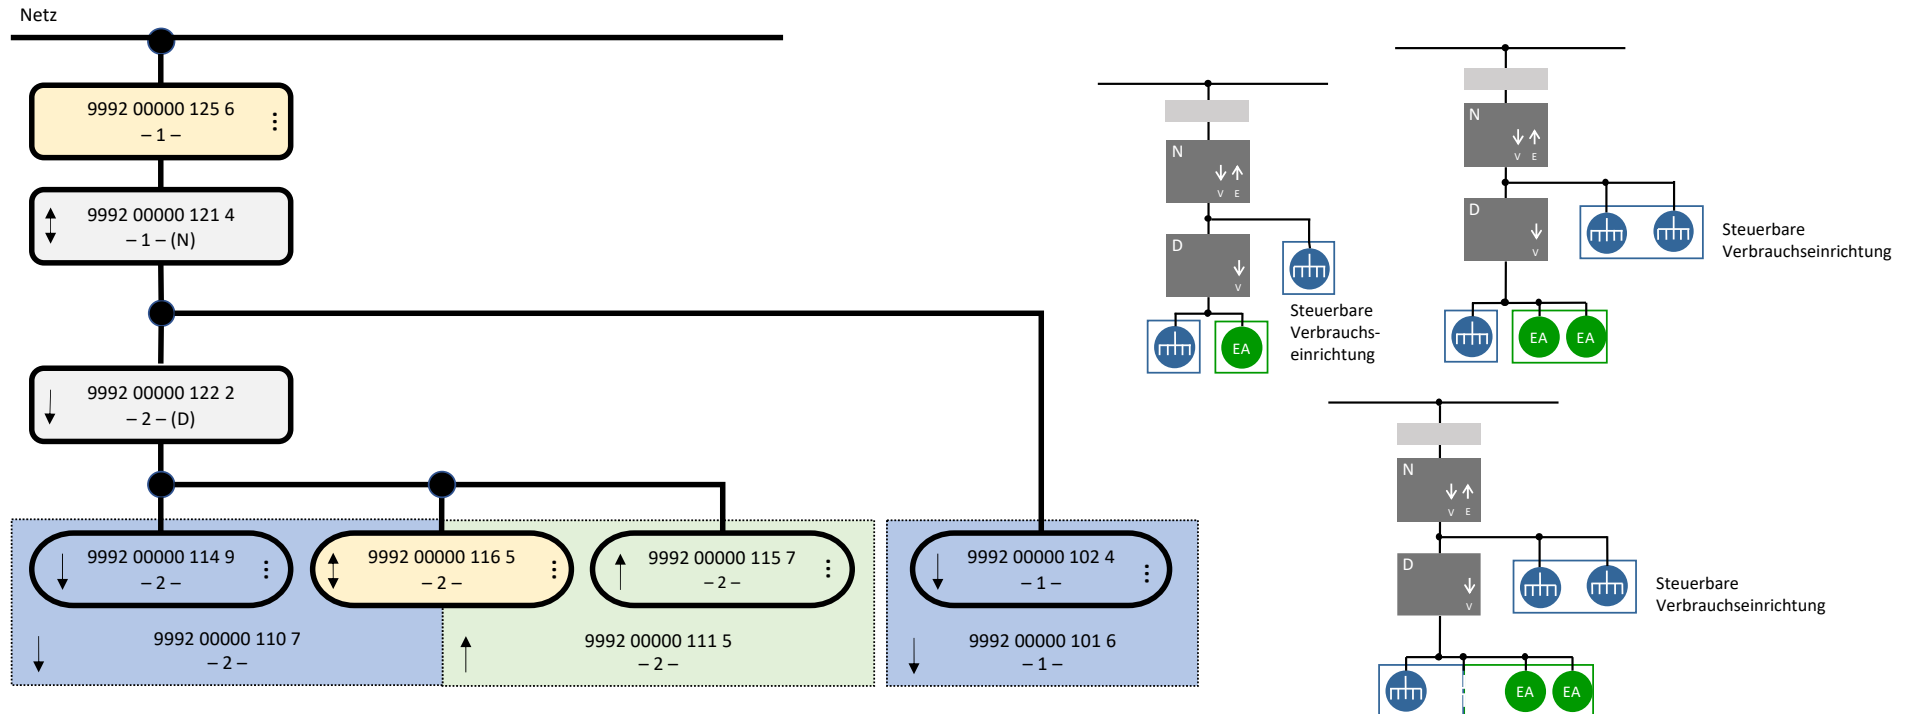 Netz
9992 00000 125 6
– 1 –
⋮
9992 00000 121 4
– 1 – (N)
9992 00000 122 2
– 2 – (D)
9992 00000 114 9
– 2 –
⋮
9992 00000 116 5
– 2 –
⋮
9992 00000 115 7
– 2 –
⋮
9992 00000 102 4
– 1 –
⋮
9992 00000 110 7
– 2 –
9992 00000 111 5
– 2 –
9992 00000 101 6
– 1 –
N
V E
D
V
EA
Steuerbare
Verbrauchs-
einrichtung
N
V E
D
V
EA EA
Steuerbare
Verbrauchseinrichtung
N
V E
D
V
EA EA
Steuerbare
Verbrauchseinrichtung